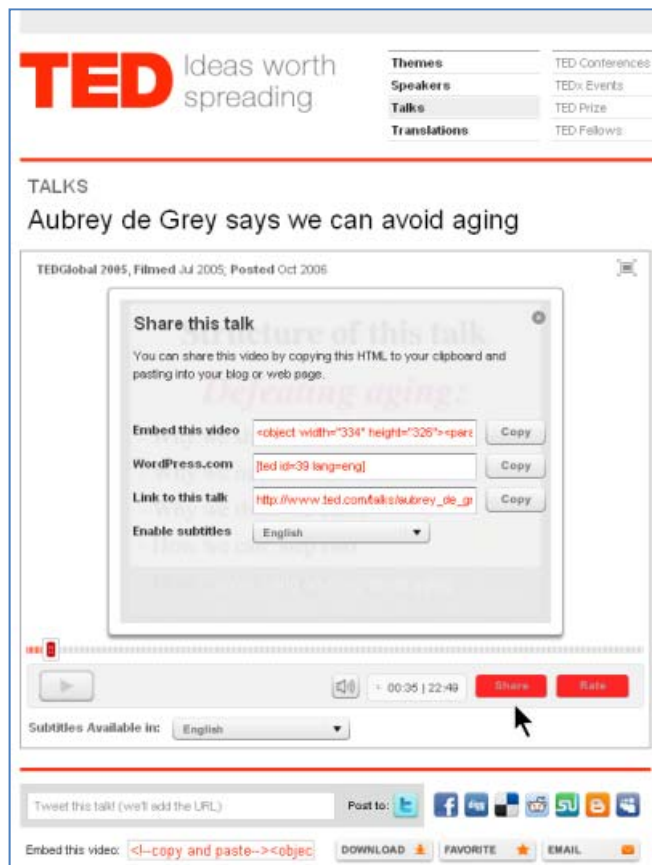 TED Ideas worth
spreading
Themes
Speakers
Talks
Translations
TED Conferences
TEDx Events
TED Prize
TED Fellows
TALKS
Aubrey de Grey says we can avoid aging
TEDGlobal 2005, Filmed Jul 2005; Posted Oct 2006
Share this talk
Structure of this talk
You can share this video by copying this HTML to your clipboard and
pasting into your blog or web page.
Defeating aging:
Embed this video <object width="334" height="326"><para Copy
WordPress.com [ted id=39 lang=eng] Copy
Link to this talk http://www.ted.com/talks/aubrey_de_gr Copy
Enable subtitles English
00:35 | 22:49 Share Rate
Subtitles Available in: English
Tweet this talk! (we'll add the URL) Post to:
Embed this video: <!--copy and paste--><objec DOWNLOAD FAVORITE EMAIL